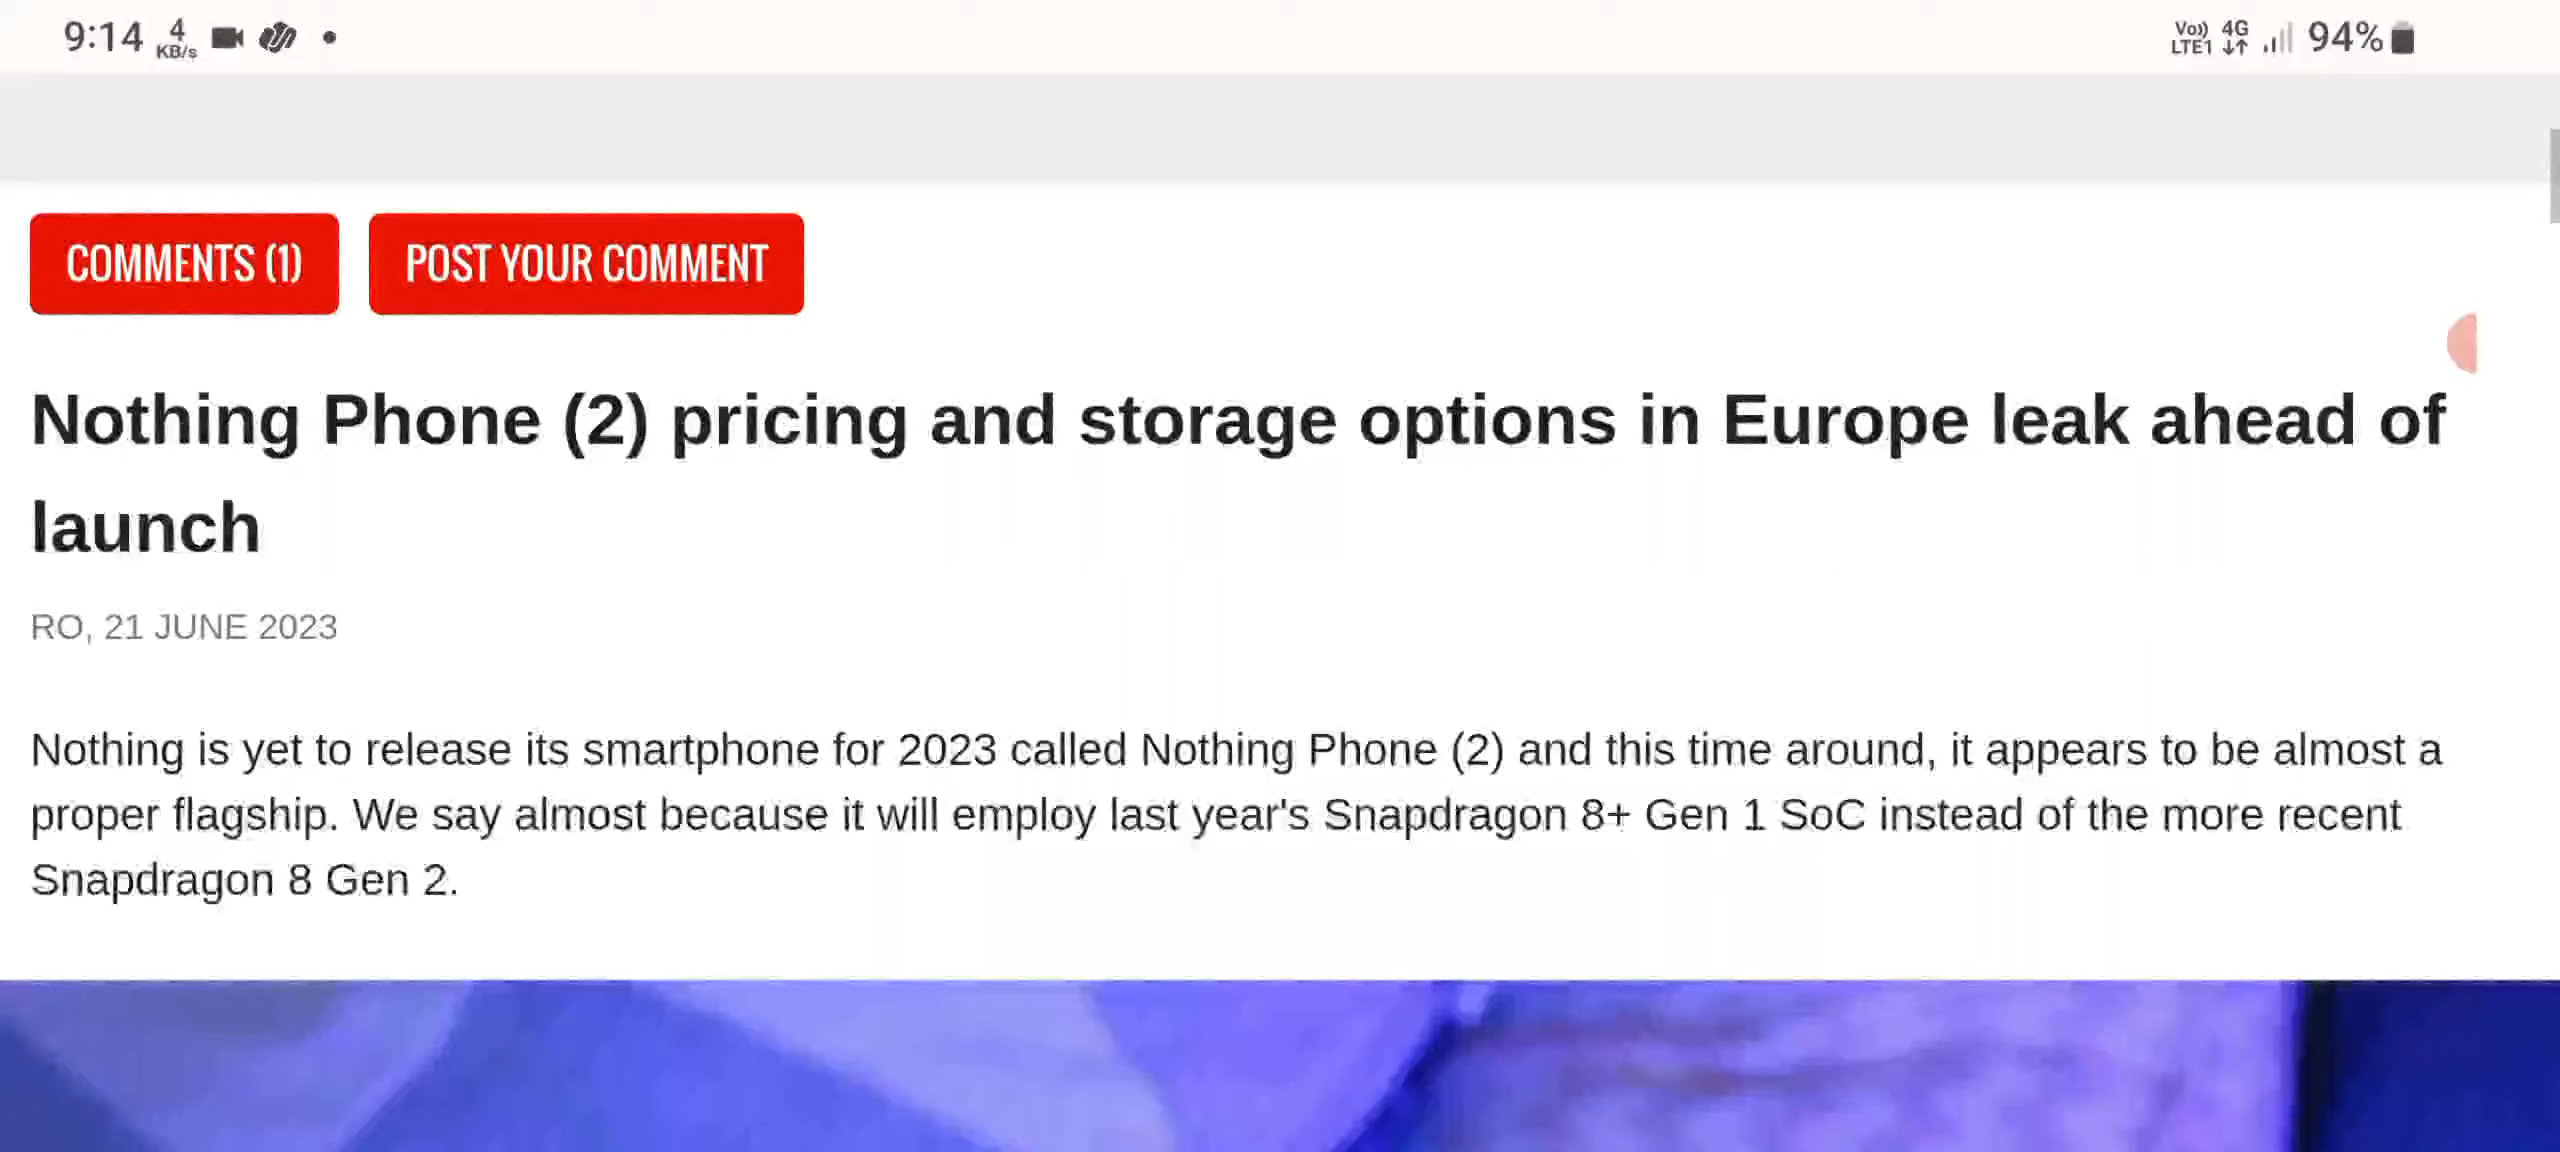 9:14 4 KB/s Vo)) LTE1 4G 94%
COMMENTS (1) POST YOUR COMMENT
Nothing Phone (2) pricing and storage options in Europe leak ahead of
launch
RO, 21 JUNE 2023
Nothing is yet to release its smartphone for 2023 called Nothing Phone (2) and this time around, it appears to be almost a
proper flagship. We say almost because it will employ last year's Snapdragon 8+ Gen 1 SoC instead of the more recent
Snapdragon 8 Gen 2.